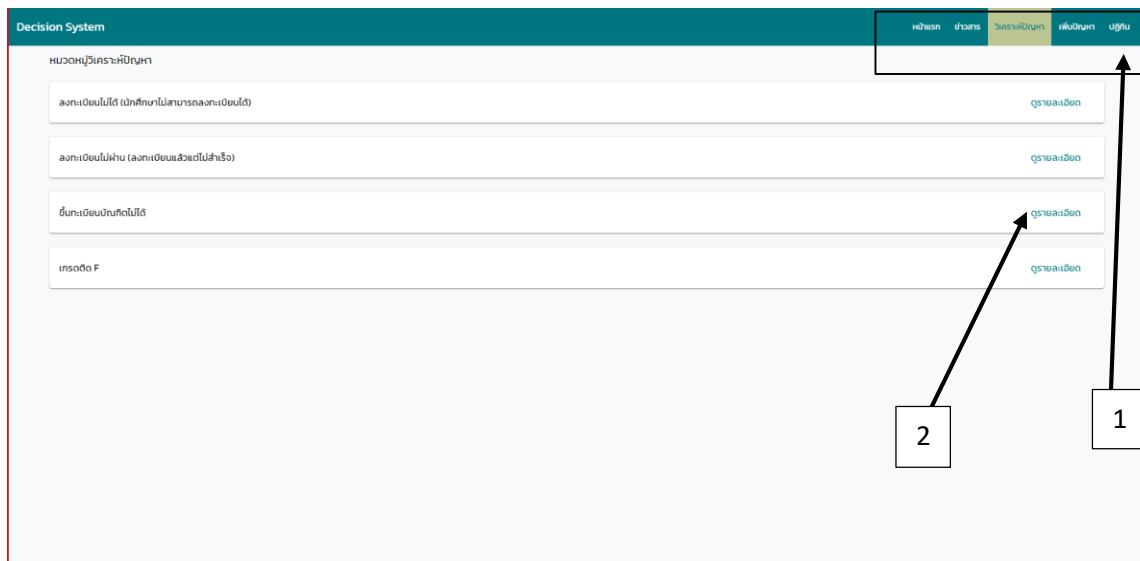 Decision System
หน้าแรก ข่าวสาร วิเคราะห์ปัญหา เพิ่มปัญหา ปฎิทิน
หมวดหมู่วิเคราะห์ปัญหา
ลงทะเบียนไม่ได้ (นักศึกษาไม่สามารถลงทะเบียนได้) ดูรายละเอียด
ลงทะเบียนไม่ผ่าน (ลงทะเบียนแล้วแต่ไม่สำเร็จ) ดูรายละเอียด
ขึ้นทะเบียนบัณฑิตไม่ได้ ดูรายละเอียด
เกรดติด F ดูรายละเอียด
1
2